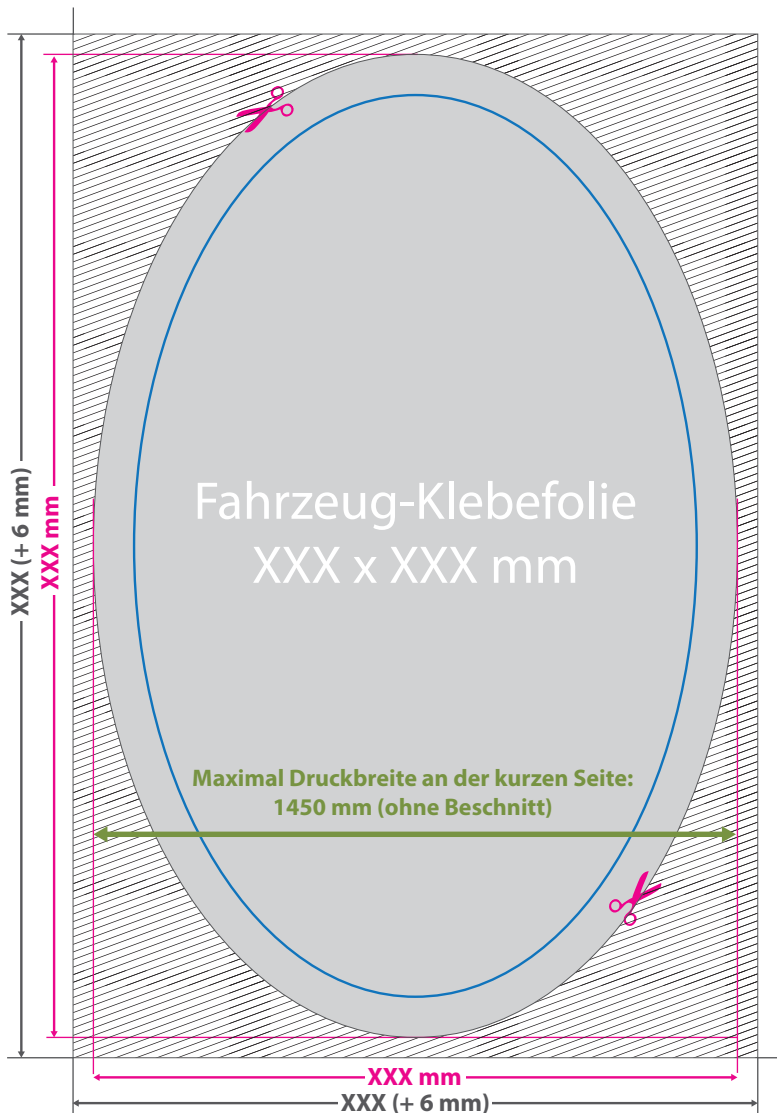 XXX (+ 6 mm)
XXX mm
Fahrzeug-Klebefolie
XXX x XXX mm
Maximal Druckbreite an der kurzen Seite:
1450 mm (ohne Beschnitt)
XXX mm
XXX (+ 6 mm)